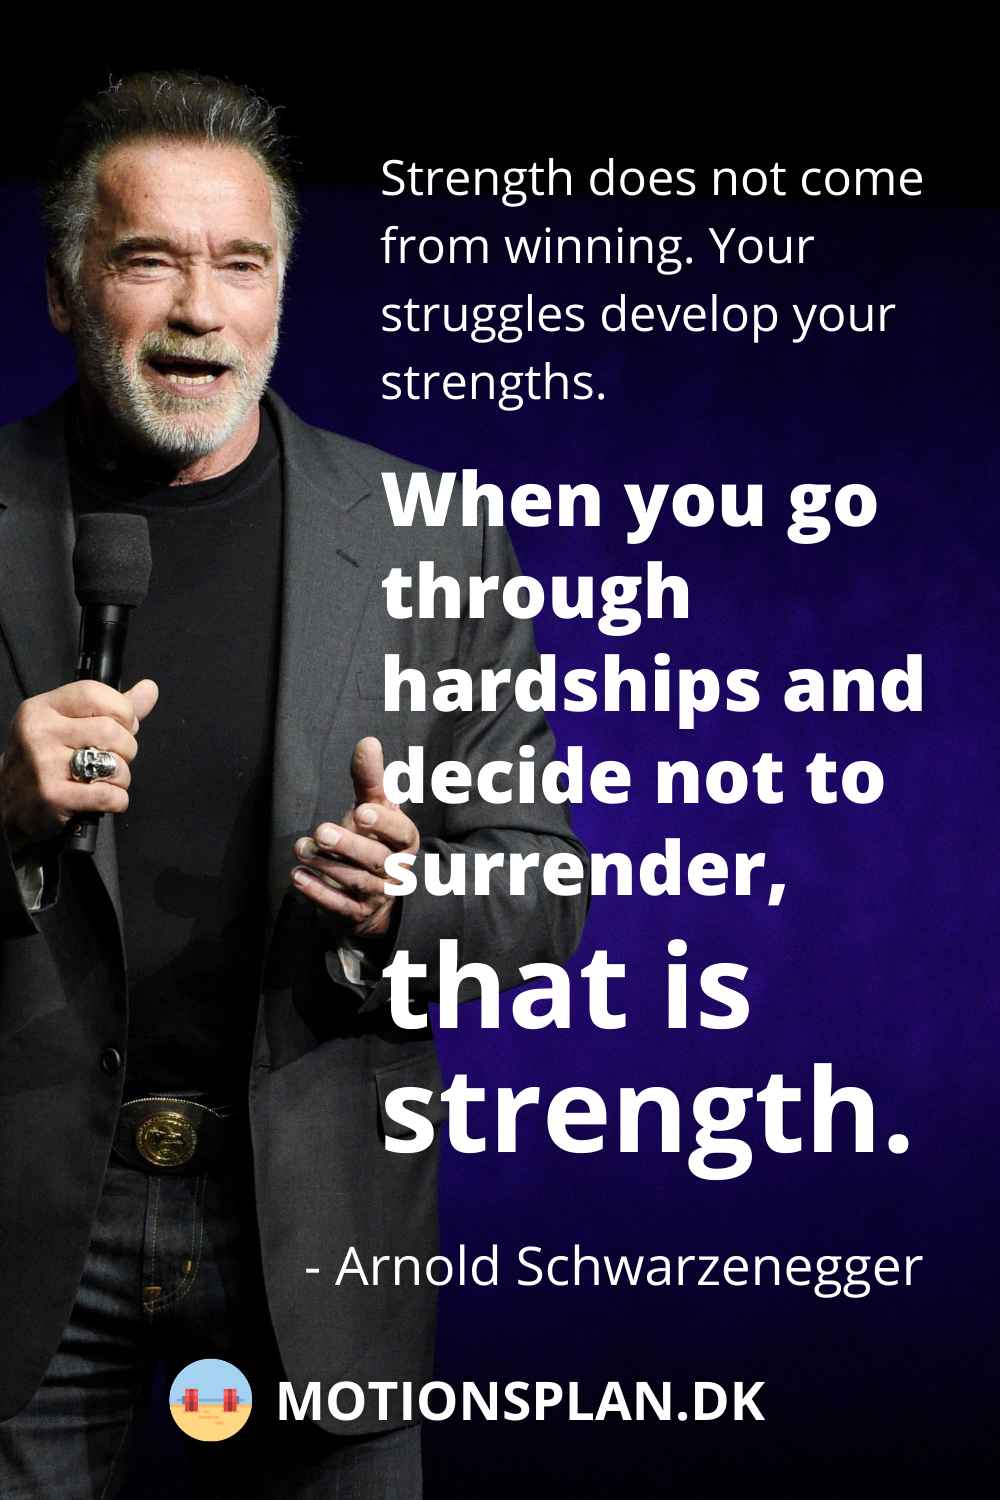 Strength does not come
from winning. Your
struggles develop your
strengths.
When you go
through
hardships and
decide not to
surrender,
that is
strength.
- Arnold Schwarzenegger
MOTIONSPLAN.DK